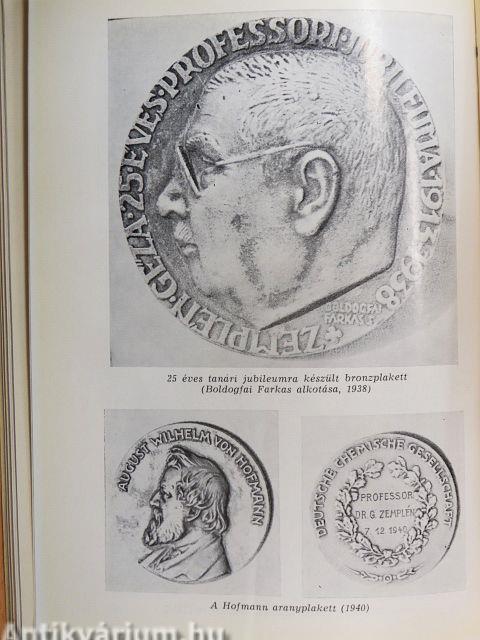 ZEMPLÉN·GÉZA·25·ÉVES·PROFESSORI·JUBILEUMA·1913·1938
BOLDOGFAI
FARKAS S
25 éves tanári jubileumra készült bronzplakett
(Boldogfai Farkas alkotása, 1938)
AUGUST WILHELM VON HOFMANN
DEUTSCHE CHEMISCHE GESELLSCHAFT
PROFESSOR
DR. G. ZEMPLÉN
7. 12. 1940
A Hofmann aranyplakett (1940)
Antikvárium.hu